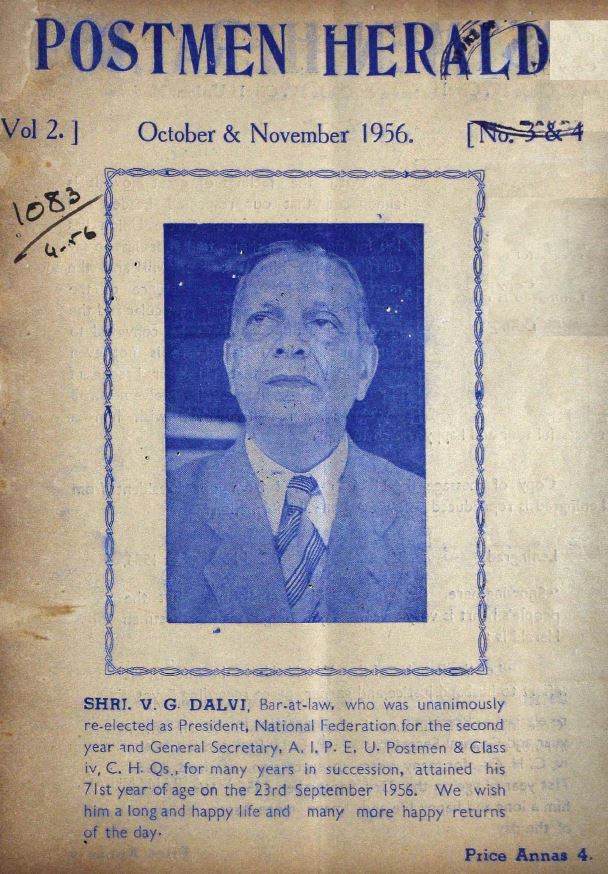 POSTMEN HERALD
Vol 2. ] October & November 1956. [ No. 3 & 4
1083
4-56
SHRI. V. G. DALVI, Bar-at-law, who was unanimously
re-elected as President, National Federation for the second
year and General Secretary, A. I. P. E. U. Postmen & Class
iv, C. H. Qs., for many years in succession, attained his
71st year of age on the 23rd September 1956. We wish
him a long and happy life and many more happy returns
of the day.
Price Annas 4.